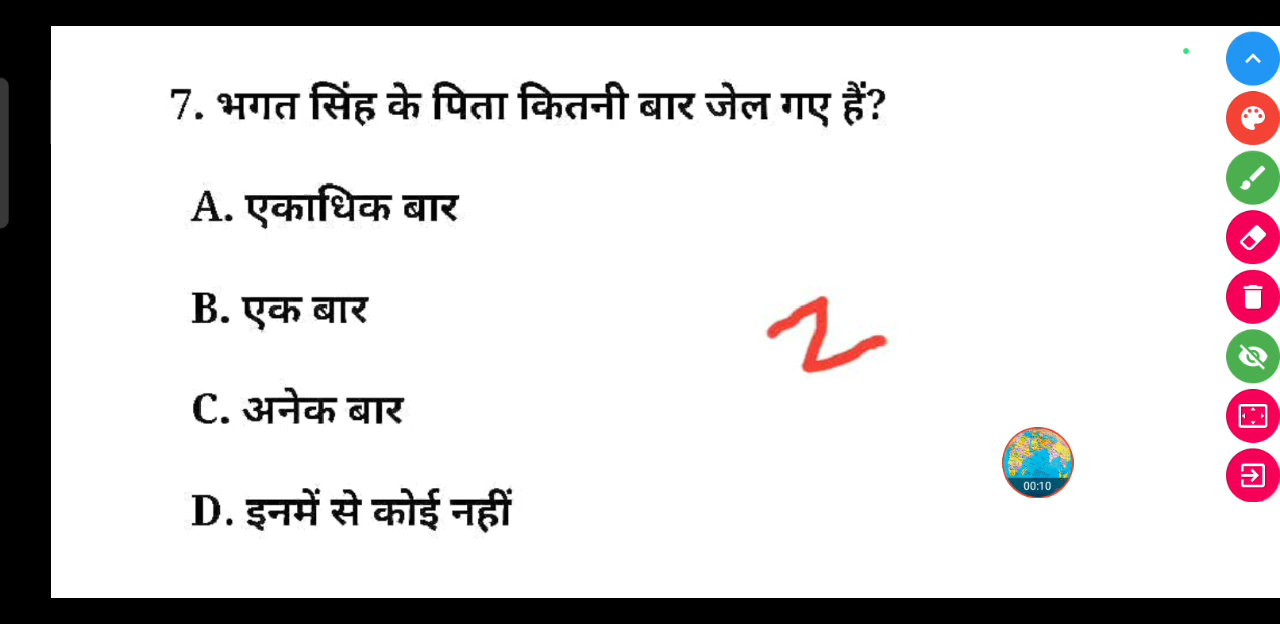 7. भगत सिंह के पिता कितनी बार जेल गए हैं?
A. एकाधिक बार
B. एक बार
2
C. अनेक बार
00:10
D. इनमें से कोई नहीं